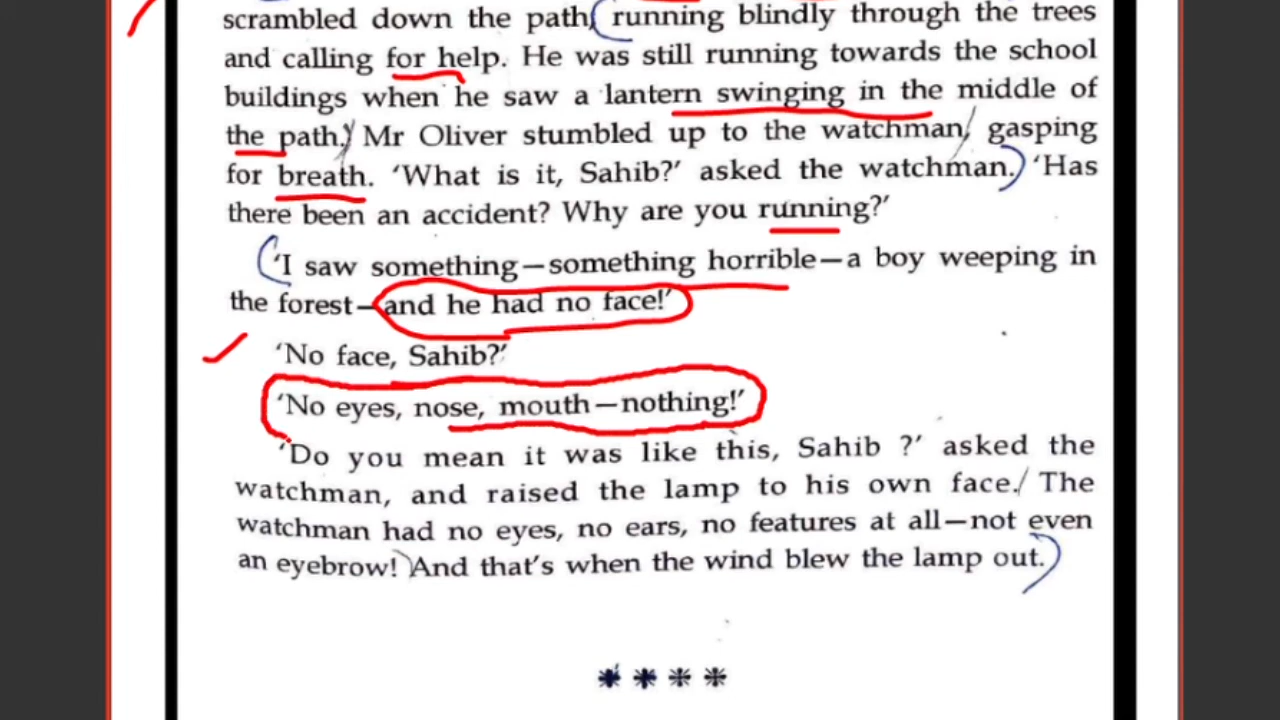 scrambled down the path, running blindly through the trees
and calling for help. He was still running towards the school
buildings when he saw a lantern swinging in the middle of
the path. Mr Oliver stumbled up to the watchman, gasping
for breath. ‘What is it, Sahib?’ asked the watchman. ‘Has
there been an accident? Why are you running?’
‘I saw something—something horrible—a boy weeping in
the forest—and he had no face!’
‘No face, Sahib?’
‘No eyes, nose, mouth—nothing!’
‘Do you mean it was like this, Sahib ?’ asked the
watchman, and raised the lamp to his own face. The
watchman had no eyes, no ears, no features at all—not even
an eyebrow! And that's when the wind blew the lamp out.